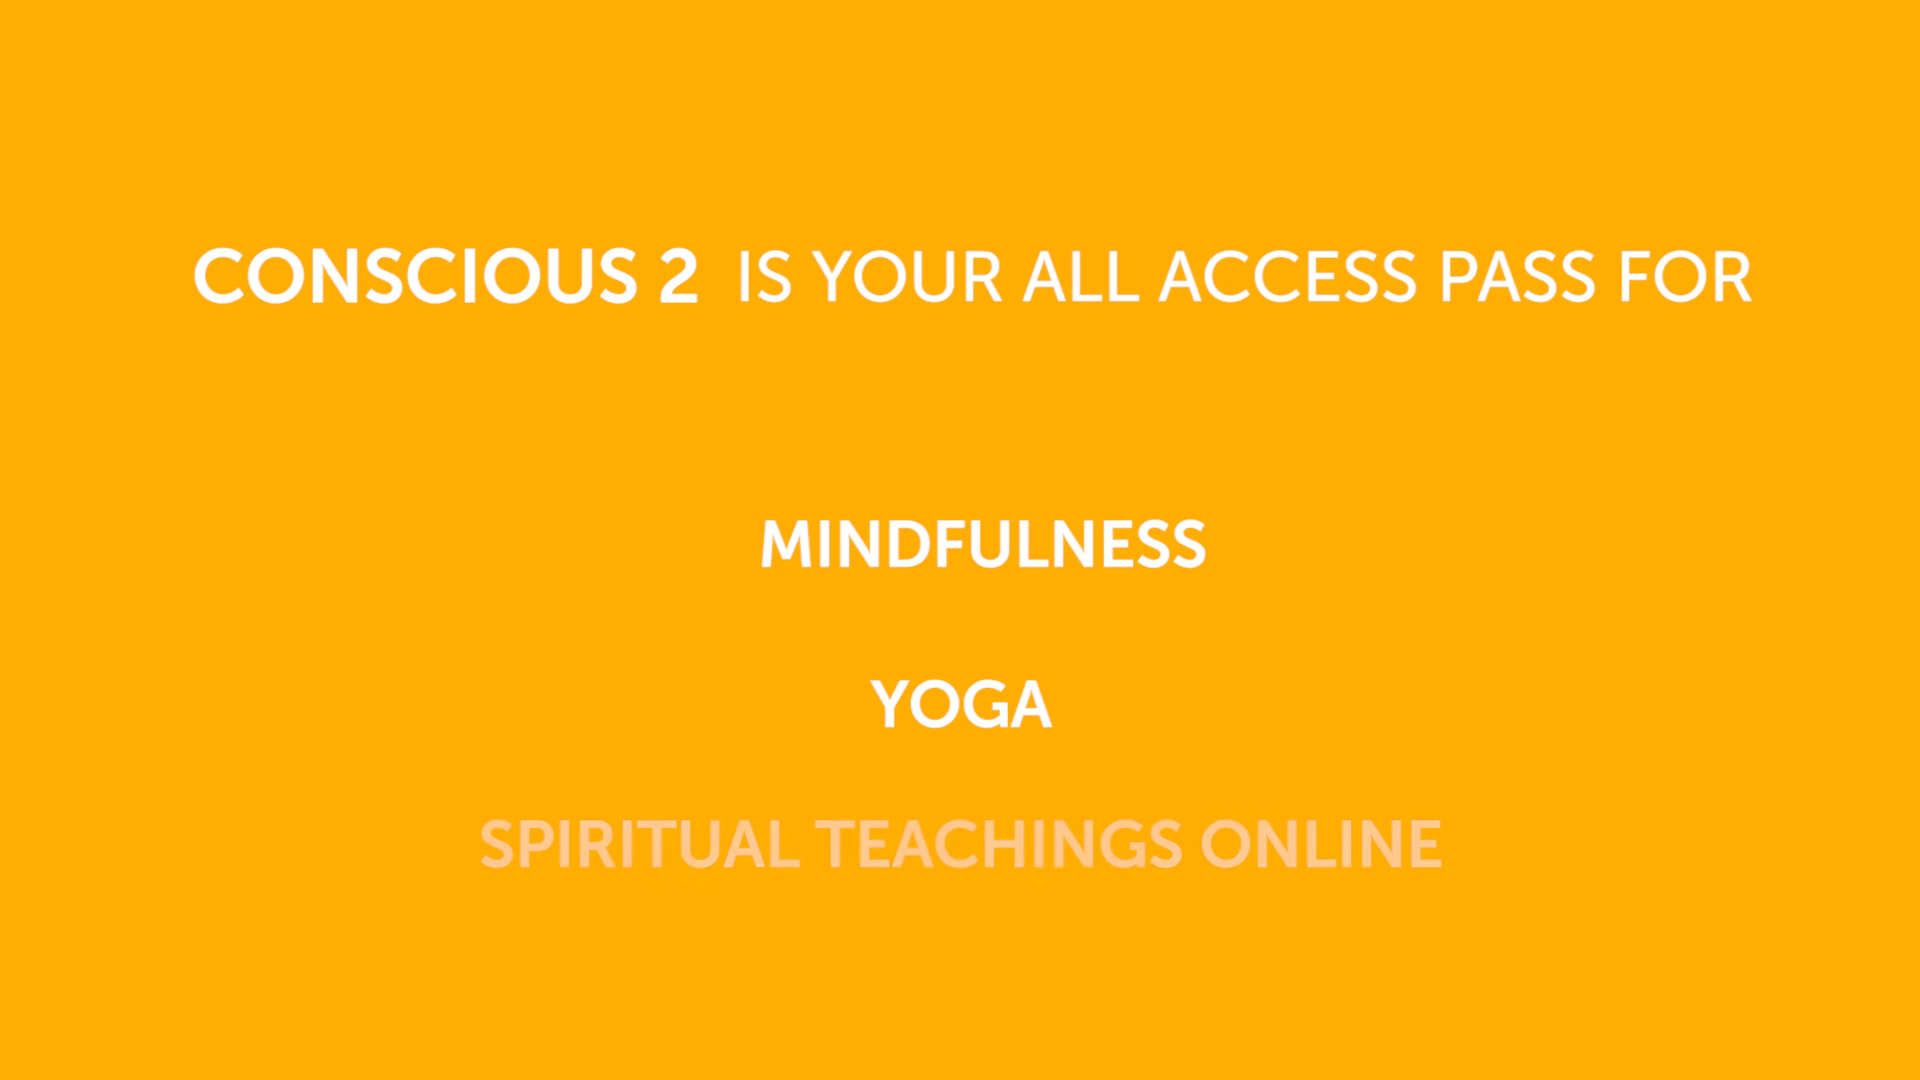 CONSCIOUS 2 IS YOUR ALL ACCESS PASS FOR
MINDFULNESS
YOGA
SPIRITUAL TEACHINGS ONLINE